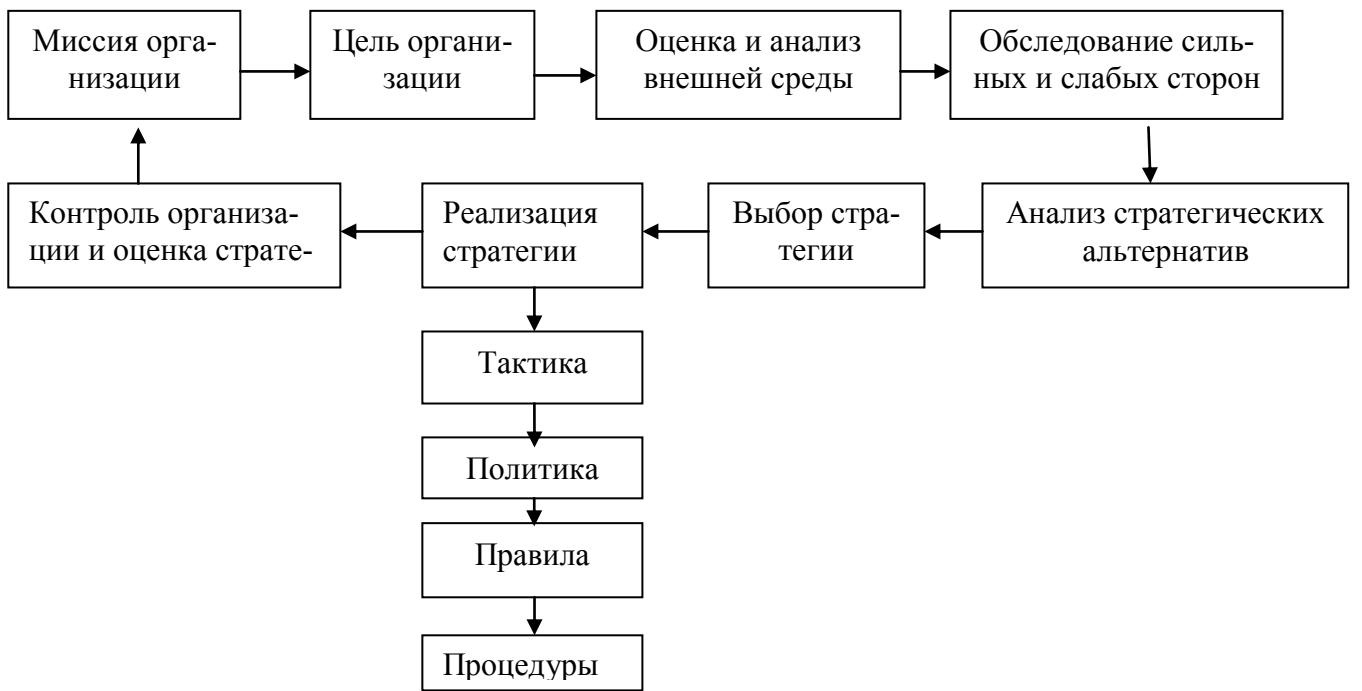 Миссия орга-
низации
Цель органи-
зации
Оценка и анализ
внешней среды
Обследование силь-
ных и слабых сторон
Контроль организа-
ции и оценка страте-
Реализация
стратегии
Выбор стра-
тегии
Анализ стратегических
альтернатив
Тактика
Политика
Правила
Процедуры